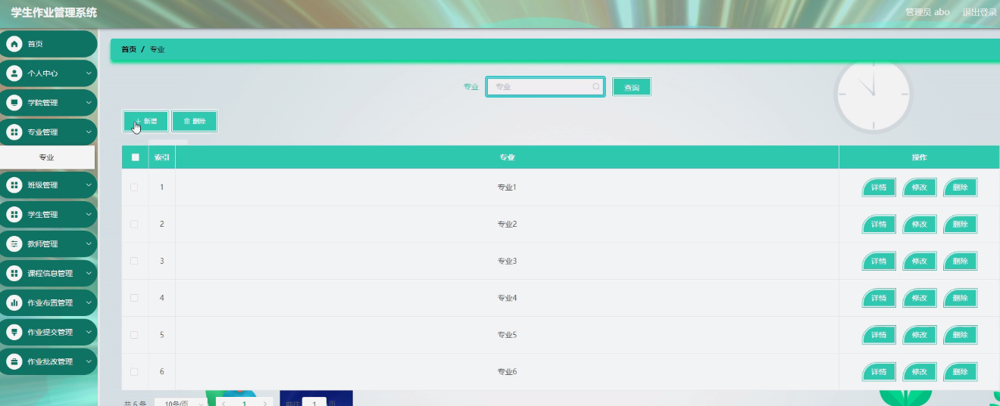 学生作业管理系统
管理员 abo 退出登录
首页
个人中心
学院管理
专业管理
专业
班级管理
学生管理
教师管理
课程信息管理
作业布置管理
作业提交管理
作业批改管理
首页 / 专业
专业 专业 查询
新增 删除
索引 专业 操作
1 专业1 详情 修改 删除
2 专业2 详情 修改 删除
3 专业3 详情 修改 删除
4 专业4 详情 修改 删除
5 专业5 详情 修改 删除
6 专业6 详情 修改 删除
共 6 条 10条/页 1 前往 1 页